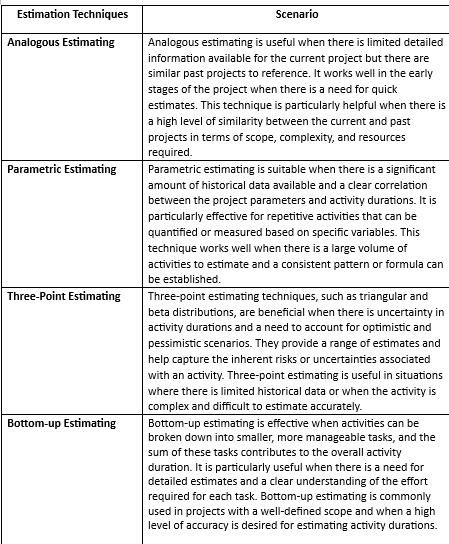 Estimation Techniques Scenario
Analogous Estimating Analogous estimating is useful when there is limited detailed
information available for the current project but there are
similar past projects to reference. It works well in the early
stages of the project when there is a need for quick
estimates. This technique is particularly helpful when there is
a high level of similarity between the current and past
projects in terms of scope, complexity, and resources
required.
Parametric Estimating Parametric estimating is suitable when there is a significant
amount of historical data available and a clear correlation
between the project parameters and activity durations. It is
particularly effective for repetitive activities that can be
quantified or measured based on specific variables. This
technique works well when there is a large volume of
activities to estimate and a consistent pattern or formula can
be established.
Three-Point Estimating Three-point estimating techniques, such as triangular and
beta distributions, are beneficial when there is uncertainty in
activity durations and a need to account for optimistic and
pessimistic scenarios. They provide a range of estimates and
help capture the inherent risks or uncertainties associated
with an activity. Three-point estimating is useful in situations
where there is limited historical data or when the activity is
complex and difficult to estimate accurately.
Bottom-up Estimating Bottom-up estimating is effective when activities can be
broken down into smaller, more manageable tasks, and the
sum of these tasks contributes to the overall activity
duration. It is particularly useful when there is a need for
detailed estimates and a clear understanding of the effort
required for each task. Bottom-up estimating is commonly
used in projects with a well-defined scope and when a high
level of accuracy is desired for estimating activity durations.